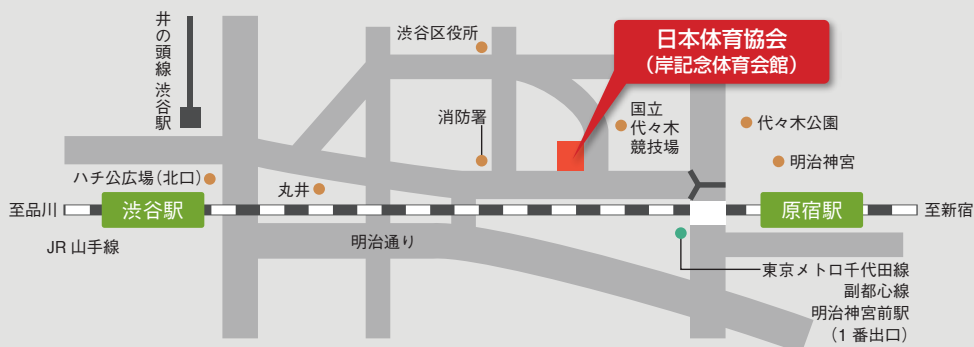 井の頭線 渋谷駅
渋谷区役所
日本体育協会
（岸記念体育会館）
消防署
国立
代々木
競技場
代々木公園
明治神宮
ハチ公広場（北口）
丸井
至品川
渋谷駅
原宿駅
至新宿
JR 山手線
明治通り
東京メトロ千代田線
副都心線
明治神宮前駅
（1 番出口）